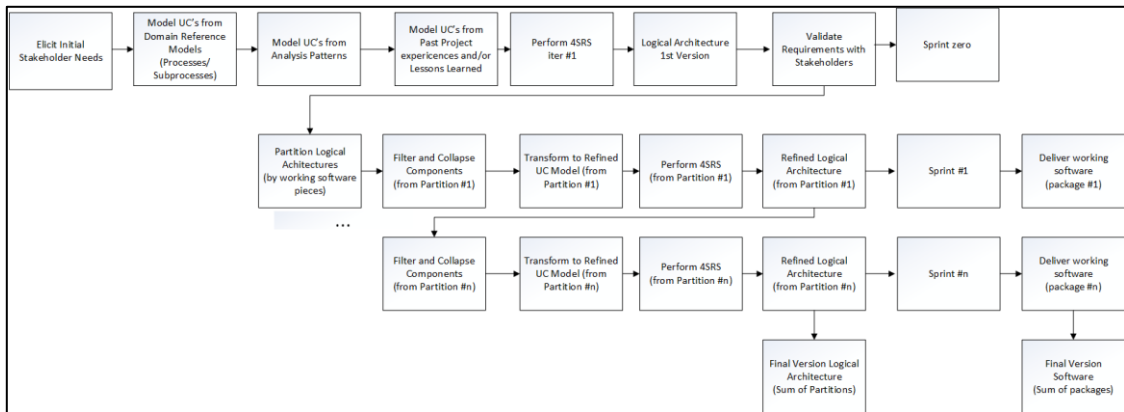 Elicit Initial
Stakeholder Needs
Model UC's from
Domain Reference
Models
(Processes/
Subprocesses)
Model UC's from
Analysis Patterns
Model UC's from
Past Project
expericences and/or
Lessons Learned
Perform 4SRS
iter #1
Logical Architecture
1st Version
Validate
Requirements with
Stakeholders
Sprint zero
Partition Logical
Achitectures
(by working software
pieces)
Filter and Collapse
Components
(from Partition #1)
Transform to Refined
UC Model (from
Partition #1)
Perform 4SRS
(from Partition #1)
Refined Logical
Architecture
(from Partition #1)
Sprint #1
Deliver working
software
(package #1)
...
Filter and Collapse
Components
(from Partition #n)
Transform to Refined
UC Model (from
Partition #n)
Perform 4SRS
(from Partition #n)
Refined Logical
Architecture
(from Partition #n)
Sprint #n
Deliver working
software
(package #n)
Final Version Logical
Architecture
(Sum of Partitions)
Final Version
Software
(Sum of packages)